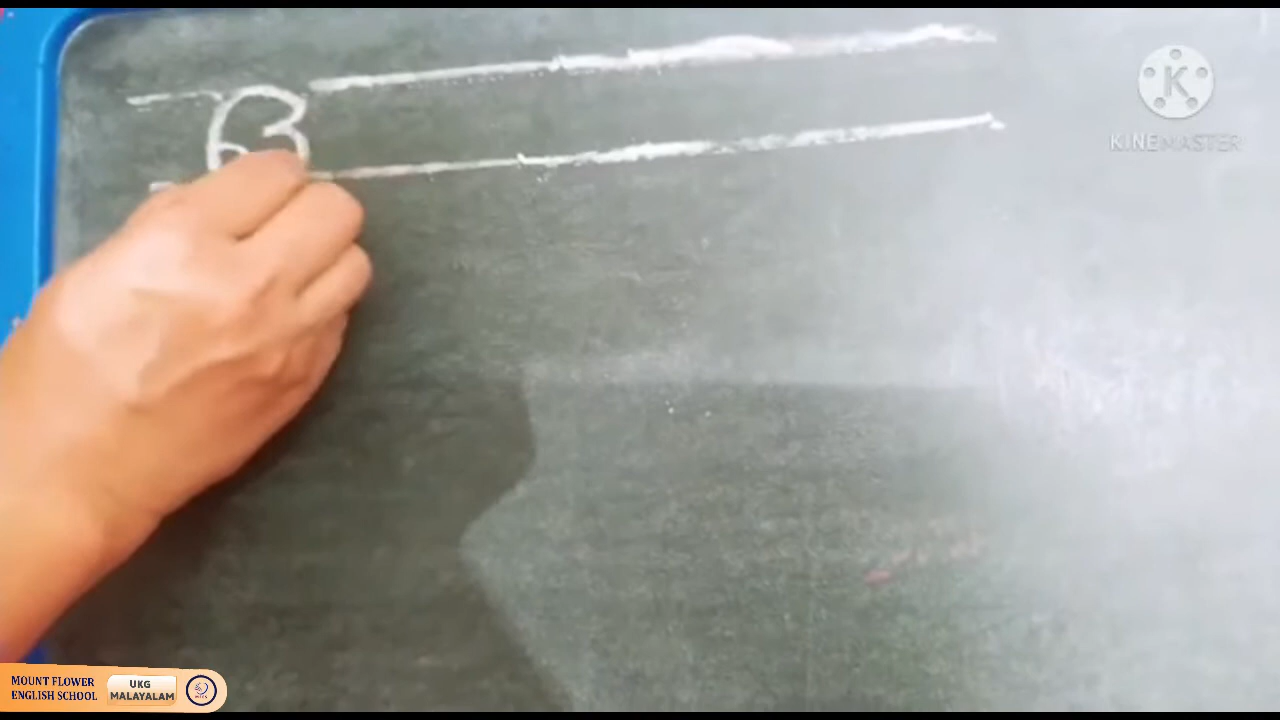 K
KINEMASTER
MOUNT FLOWER
ENGLISH SCHOOL
UKG
MALAYALAM